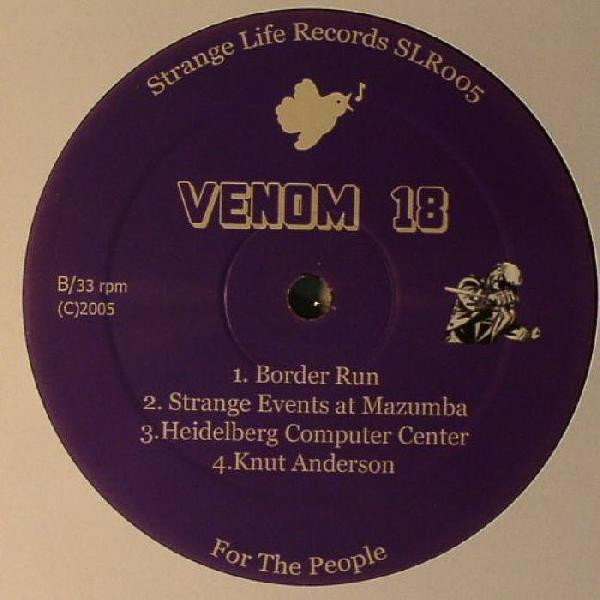 Strange Life Records SLR005
VENOM 18
B/33 rpm
(C)2005
1. Border Run
2. Strange Events at Mazumba
3.Heidelberg Computer Center
4.Knut Anderson
For The People